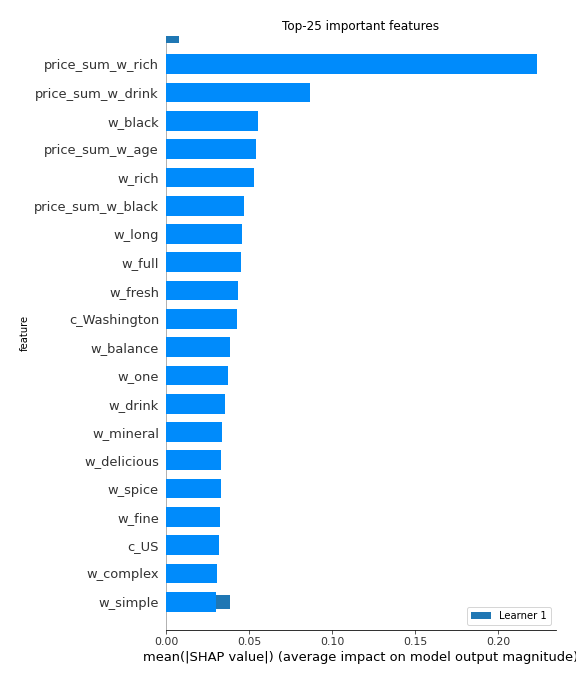 Top-25 important features
price_sum_w_rich
price_sum_w_drink
w_black
price_sum_w_age
w_rich
price_sum_w_black
w_long
w_full
w_fresh
c_Washington
feature
w_balance
w_one
w_drink
w_mineral
w_delicious
w_spice
w_fine
c_US
w_complex
w_simple
Learner 1
0.00 0.05 0.10 0.15 0.20
mean(|SHAP value|) (average impact on model output magnitude)